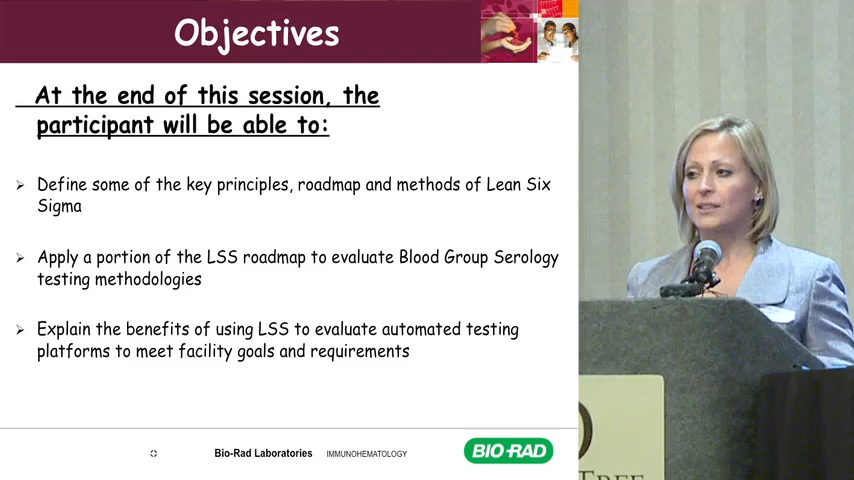 Objectives
At the end of this session, the
participant will be able to:
Define some of the key principles, roadmap and methods of Lean Six
Sigma
Apply a portion of the LSS roadmap to evaluate Blood Group Serology
testing methodologies
Explain the benefits of using LSS to evaluate automated testing
platforms to meet facility goals and requirements
Bio-Rad Laboratories IMMUNOHEMATOLOGY
BIO-RAD
TREE